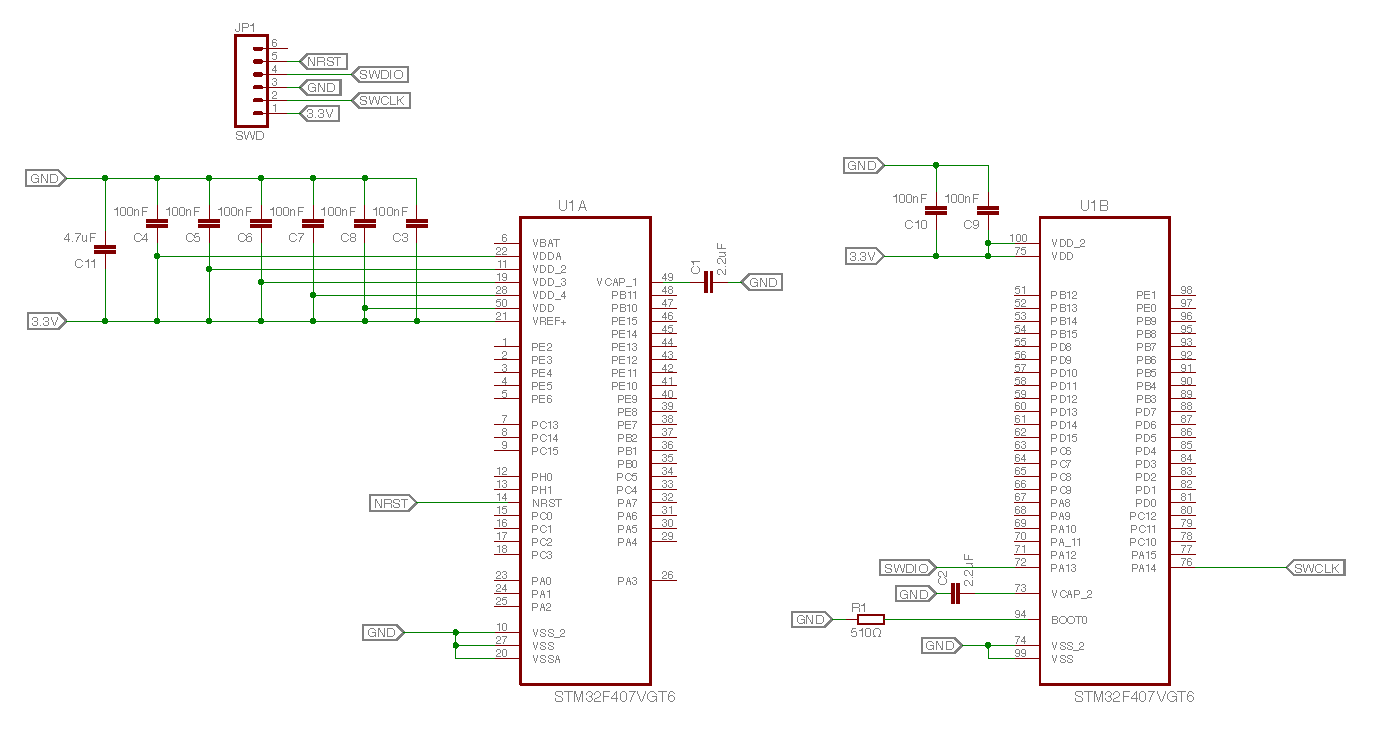 JP1
6
5 NRST
4 SWDIO
3 GND
2 SWCLK
1 3.3V
SWD
GND
100nF 100nF 100nF 100nF 100nF 100nF
4.7uF C4 C5 C6 C7 C8 C3
C11
3.3V
U1A
6 VBAT
22 VDDA
11 VDD_2
19 VDD_3
28 VDD_4
50 VDD
21 VREF+
1 PE2
2 PE3
3 PE4
4 PE5
5 PE6
7 PC13
8 PC14
9 PC15
12 PH0
13 PH1
NRST 14 NRST
15 PC0
16 PC1
17 PC2
18 PC3
23 PA0
24 PA1
25 PA2
GND 10 VSS_2
27 VSS
20 VSSA
VCAP_1 49 C1 2.2uF GND
PB11 48
PB10 47
PE15 46
PE14 45
PE13 44
PE12 43
PE11 42
PE10 41
PE9 40
PE8 39
PE7 38
PB2 37
PB1 36
PB0 35
PC5 34
PC4 33
PA7 32
PA6 31
PA5 30
PA4 29
PA3 26
STM32F407VGT6
GND
100nF 100nF
C10 C9
3.3V
U1B
100 VDD_2
75 VDD
51 PB12
52 PB13
53 PB14
54 PB15
55 PD8
56 PD9
57 PD10
58 PD11
59 PD12
60 PD13
61 PD14
62 PD15
63 PC6
64 PC7
65 PC8
66 PC9
67 PA8
68 PA9
69 PA10
70 PA_11
71 PA12
SWDIO 72 PA13
GND C2 2.2uF 73 VCAP_2
GND R1 510Ω 94 BOOT0
GND 74 VSS_2
99 VSS
PE1 98
PE0 97
PB9 96
PB8 95
PB7 93
PB6 92
PB5 91
PB4 90
PB3 89
PD7 88
PD6 87
PD5 86
PD4 85
PD3 84
PD2 83
PD1 82
PD0 81
PC12 80
PC11 79
PC10 78
PA15 77
PA14 76 SWCLK
STM32F407VGT6